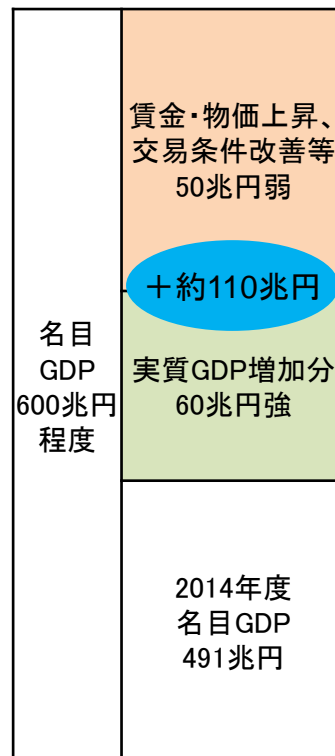 名目
GDP
600兆円
程度
賃金・物価上昇、
交易条件改善等
50兆円弱
＋約110兆円
実質GDP増加分
60兆円強
2014年度
名目GDP
491兆円